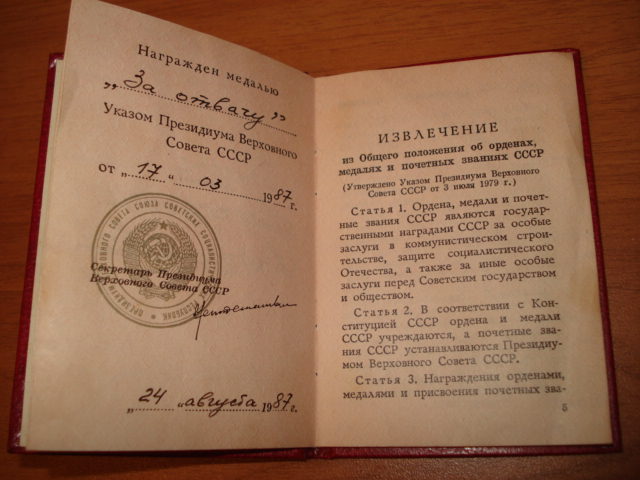 Награжден медалью
„За отвагу”
Указом Президиума Верховного
Совета СССР
от „17“ 03 1987 г.
Секретарь Президиума
Верховного Совета СССР
„24“ августа 1987 г.
ИЗВЛЕЧЕНИЕ
из Общего положения об орденах,
медалях и почетных званиях СССР
(Утверждено Указом Президиума Верховного
Совета СССР от 3 июля 1979 г.)
Статья 1. Ордена, медали и почет-
ные звания СССР являются государ-
ственными наградами СССР за особые
заслуги в коммунистическом строи-
тельстве, защите социалистического
Отечества, а также за иные особые
заслуги перед Советским государством
и обществом.
Статья 2. В соответствии с Кон-
ституцией СССР ордена и медали
СССР учреждаются, а почетные зва-
ния СССР устанавливаются Президиу-
мом Верховного Совета СССР.
Статья 3. Награждения орденами,
медалями и присвоения почетных зва-
5